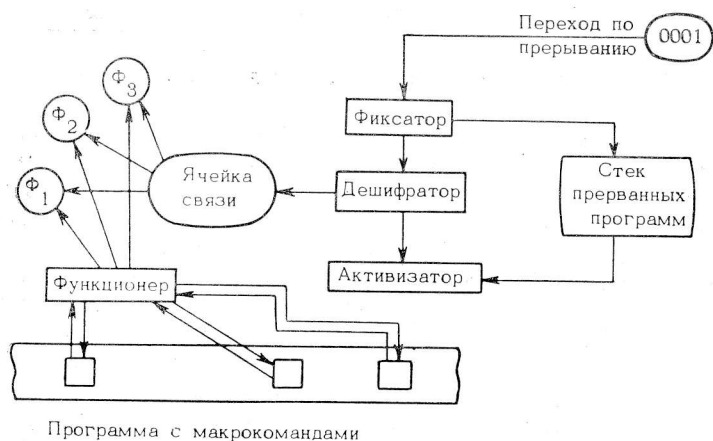 Переход по
прерыванию
0001
Ф3
Ф2
Ф1
Фиксатор
Ячейка
связи
Дешифратор
Стек
прерванных
программ
Функционер
Активизатор
Программа с макрокомандами